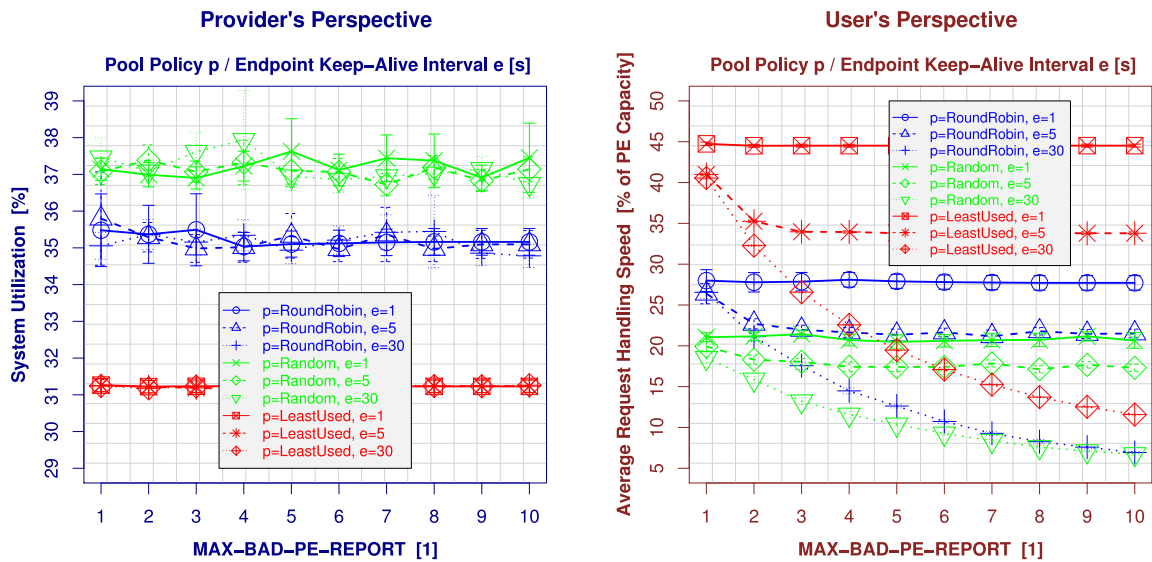 Provider's Perspective
Pool Policy p / Endpoint Keep−Alive Interval e [s]
System Utilization [%]
39
38
37
36
35
34
33
32
31
30
29
p=RoundRobin, e=1
p=RoundRobin, e=5
p=RoundRobin, e=30
p=Random, e=1
p=Random, e=5
p=Random, e=30
p=LeastUsed, e=1
p=LeastUsed, e=5
p=LeastUsed, e=30
1 2 3 4 5 6 7 8 9 10
MAX−BAD−PE−REPORT [1]
User's Perspective
Pool Policy p / Endpoint Keep−Alive Interval e [s]
Average Request Handling Speed [% of PE Capacity]
50
45
40
35
30
25
20
15
10
5
p=RoundRobin, e=1
p=RoundRobin, e=5
p=RoundRobin, e=30
p=Random, e=1
p=Random, e=5
p=Random, e=30
p=LeastUsed, e=1
p=LeastUsed, e=5
p=LeastUsed, e=30
1 2 3 4 5 6 7 8 9 10
MAX−BAD−PE−REPORT [1]